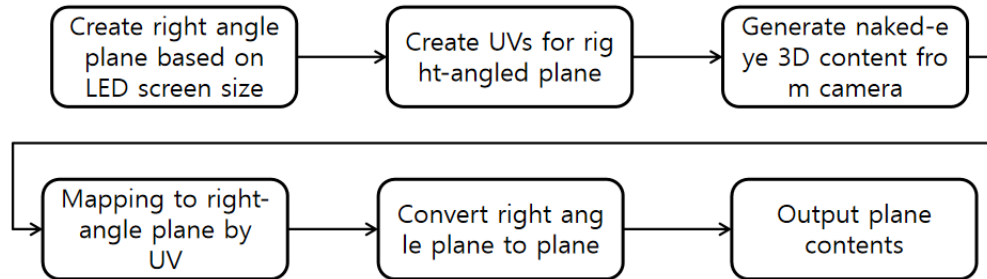 Create right angle
plane based on
LED screen size
Create UVs for rig
ht-angled plane
Generate naked-e
ye 3D content fro
m camera
Mapping to right-
angle plane by
UV
Convert right ang
le plane to plane
Output plane
contents